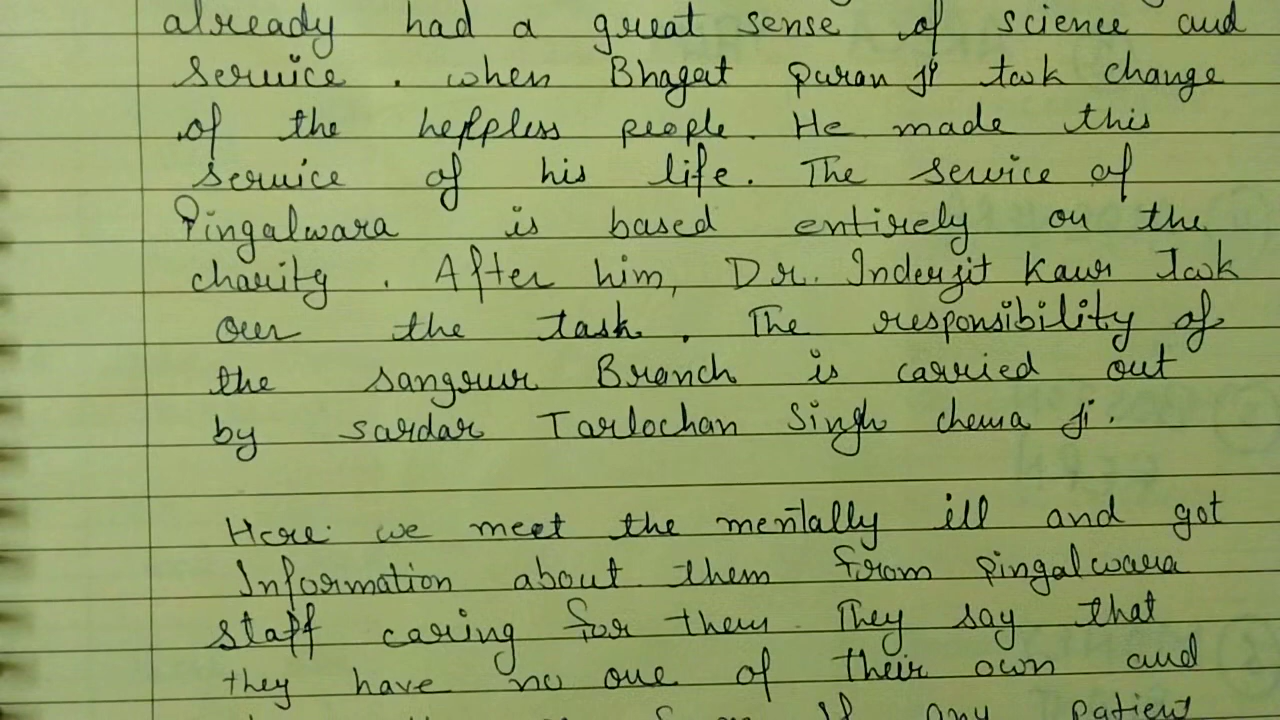 already had a great sense of science and
service. when Bhagat Puran Ji took change
of the helpless people. He made this
service of his life. The service of
Pingalwara is based entirely on the
charity. After him, Dr. Inderjit Kaur Took
over the task. The responsibility of
the sangrur Branch is carried out
by sardar Tarlochan Singh chema Ji.
Here we meet the mentally ill and got
Information about them from pingalwara
staff caring for them. They say that
they have no one of their own and
If any patient